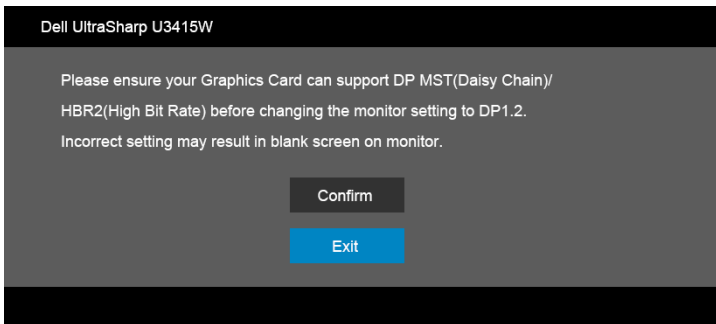 Dell UltraSharp U3415W
Please ensure your Graphics Card can support DP MST(Daisy Chain)/
HBR2(High Bit Rate) before changing the monitor setting to DP1.2.
Incorrect setting may result in blank screen on monitor.
Confirm
Exit